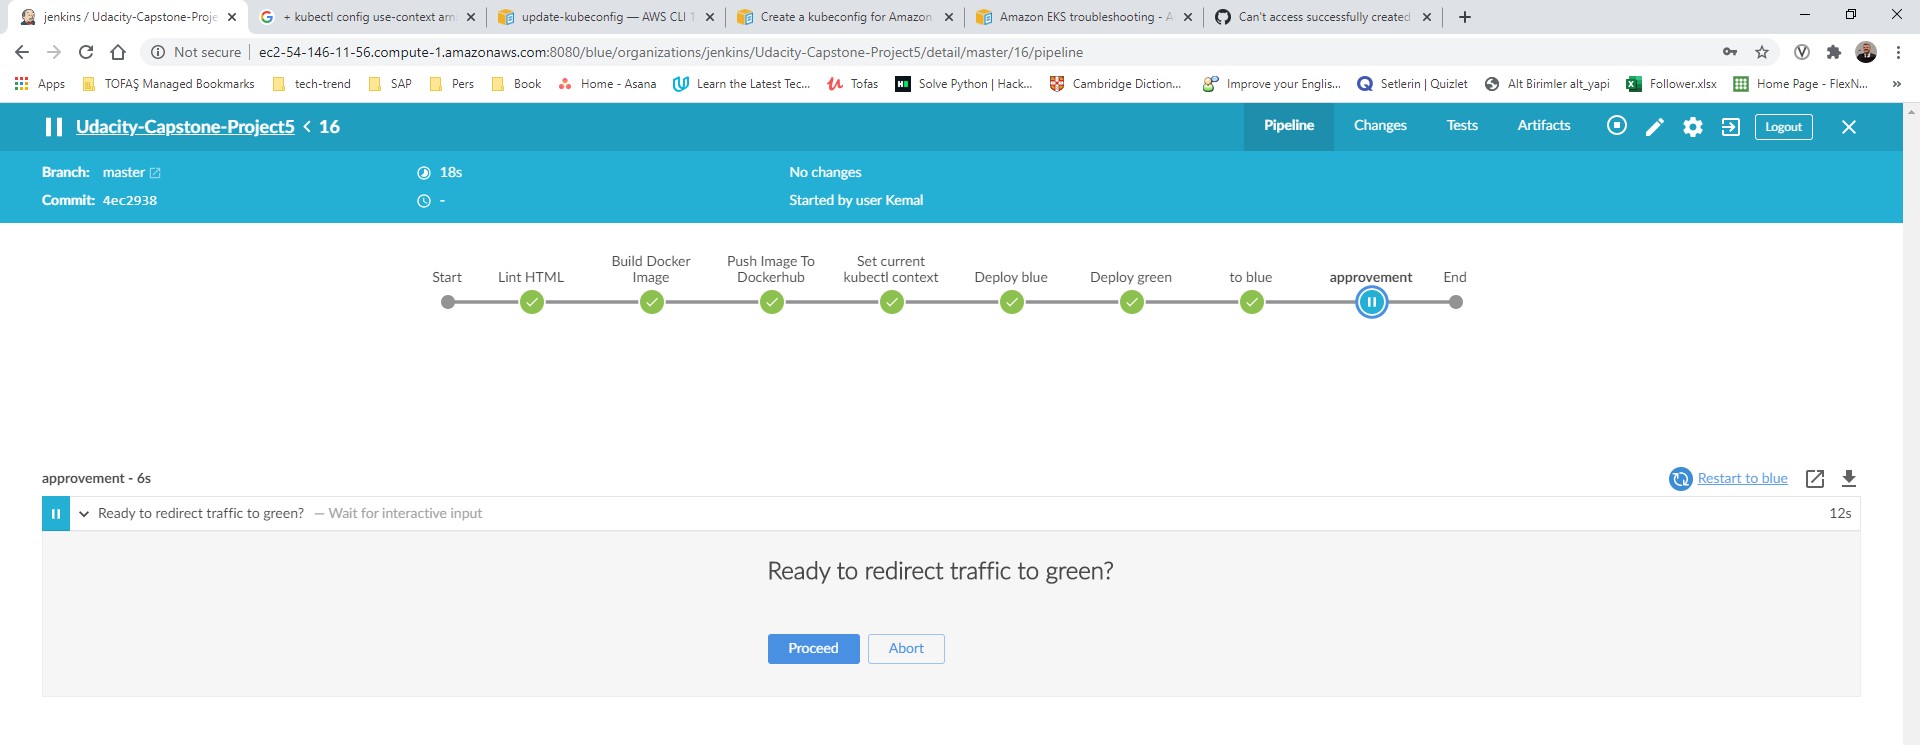 jenkins / Udacity-Capstone-Proje
+ kubectl config use-context am
update-kubeconfig — AWS CLI 1
Create a kubeconfig for Amazon
Amazon EKS troubleshooting - A
Can't access successfully created
Not secure
ec2-54-146-11-56.compute-1.amazonaws.com:8080/blue/organizations/jenkins/Udacity-Capstone-Project5/detail/master/16/pipeline
Apps
TOFAŞ Managed Bookmarks
tech-trend
SAP
Pers
Book
Home - Asana
Learn the Latest Tec...
Tofas
Solve Python | Hack...
Cambridge Diction...
Improve your Englis...
Setlerin | Quizlet
Alt Birimler alt_yapi
Follower.xlsx
Home Page - FlexN...
»
Udacity-Capstone-Project5 < 16
Pipeline
Changes
Tests
Artifacts
Logout
Branch: master
18s
No changes
Commit: 4ec2938
-
Started by user Kemal
Start
Lint HTML
Build Docker
Image
Push Image To
Dockerhub
Set current
kubectl context
Deploy blue
Deploy green
to blue
approvement
End
approvement - 6s
Restart to blue
Ready to redirect traffic to green? — Wait for interactive input
12s
Ready to redirect traffic to green?
Proceed
Abort